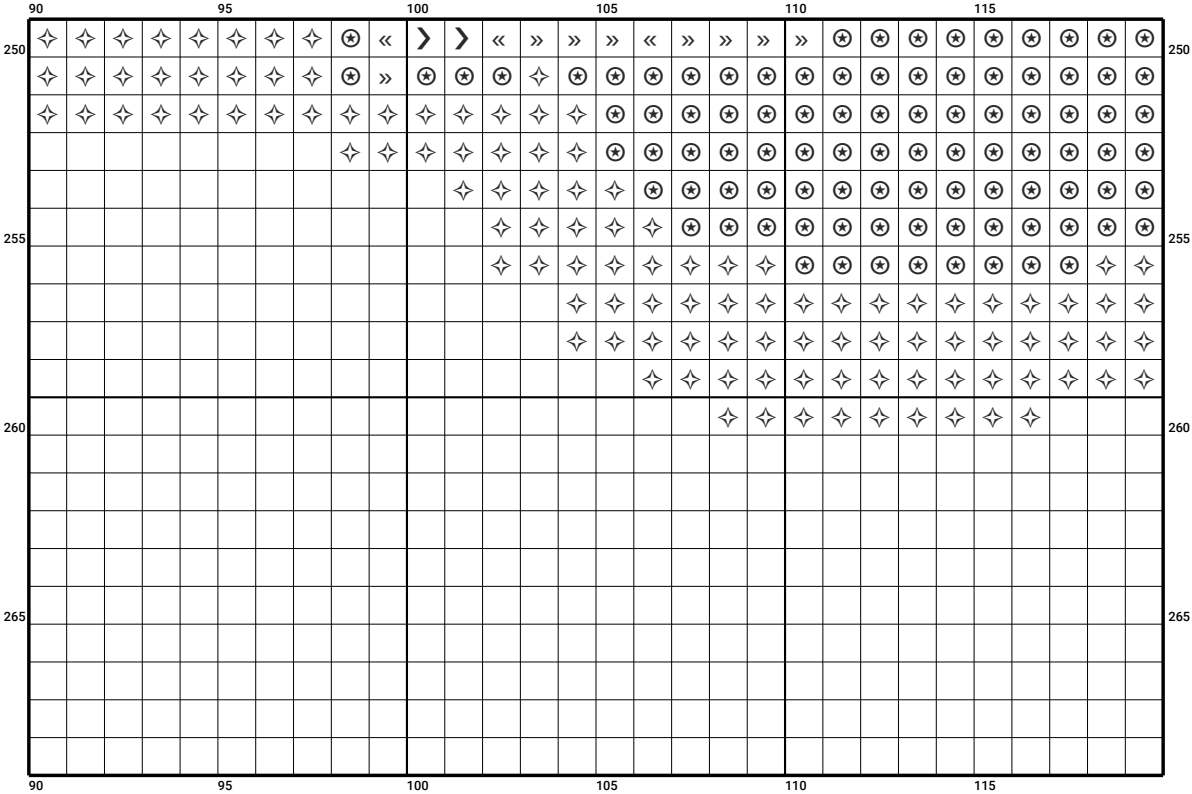 90 95 100 105 110 115
✧ ✧ ✧ ✧ ✧ ✧ ✧ ✧ ⍟ « ❯ ❯ « » » » « » » » » ⍟ ⍟ ⍟ ⍟ ⍟ ⍟ ⍟ ⍟ ⍟
250 250
✧ ✧ ✧ ✧ ✧ ✧ ✧ ✧ ⍟ » ⍟ ⍟ ⍟ ✧ ⍟ ⍟ ⍟ ⍟ ⍟ ⍟ ⍟ ⍟ ⍟ ⍟ ⍟ ⍟ ⍟ ⍟ ⍟ ⍟
✧ ✧ ✧ ✧ ✧ ✧ ✧ ✧ ✧ ✧ ✧ ✧ ✧ ✧ ✧ ⍟ ⍟ ⍟ ⍟ ⍟ ⍟ ⍟ ⍟ ⍟ ⍟ ⍟ ⍟ ⍟ ⍟ ⍟
✧ ✧ ✧ ✧ ✧ ✧ ✧ ⍟ ⍟ ⍟ ⍟ ⍟ ⍟ ⍟ ⍟ ⍟ ⍟ ⍟ ⍟ ⍟ ⍟ ⍟
✧ ✧ ✧ ✧ ✧ ⍟ ⍟ ⍟ ⍟ ⍟ ⍟ ⍟ ⍟ ⍟ ⍟ ⍟ ⍟ ⍟ ⍟
✧ ✧ ✧ ✧ ✧ ⍟ ⍟ ⍟ ⍟ ⍟ ⍟ ⍟ ⍟ ⍟ ⍟ ⍟ ⍟ ⍟
255 255
✧ ✧ ✧ ✧ ✧ ✧ ✧ ✧ ⍟ ⍟ ⍟ ⍟ ⍟ ⍟ ⍟ ⍟ ✧ ✧
✧ ✧ ✧ ✧ ✧ ✧ ✧ ✧ ✧ ✧ ✧ ✧ ✧ ✧ ✧ ✧
✧ ✧ ✧ ✧ ✧ ✧ ✧ ✧ ✧ ✧ ✧ ✧ ✧ ✧ ✧ ✧
✧ ✧ ✧ ✧ ✧ ✧ ✧ ✧ ✧ ✧ ✧ ✧ ✧ ✧
✧ ✧ ✧ ✧ ✧ ✧ ✧ ✧ ✧
260 260
265 265
90 95 100 105 110 115